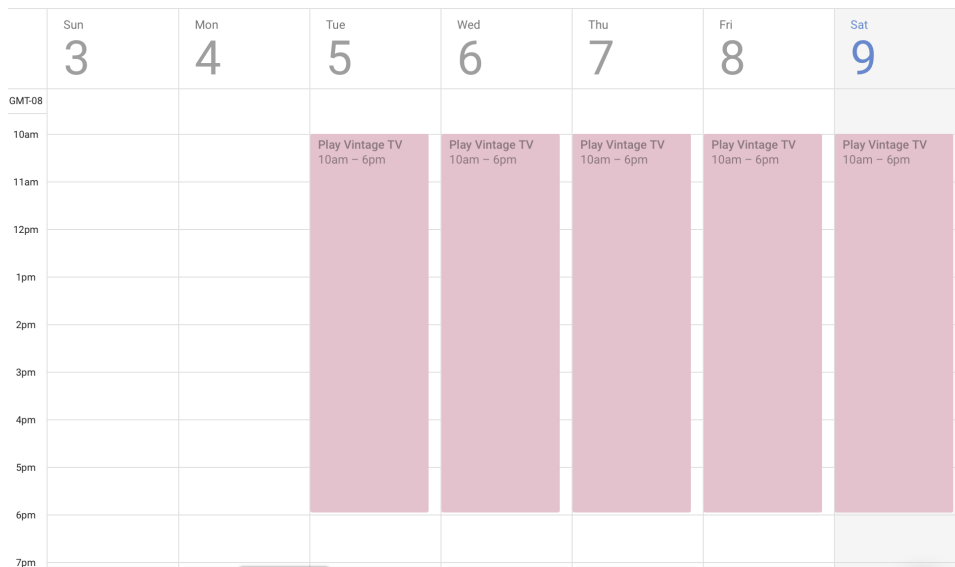 Sun Mon Tue Wed Thu Fri Sat
3 4 5 6 7 8 9
GMT-08
10am
Play Vintage TV Play Vintage TV Play Vintage TV Play Vintage TV Play Vintage TV
10am – 6pm 10am – 6pm 10am – 6pm 10am – 6pm 10am – 6pm
11am
12pm
1pm
2pm
3pm
4pm
5pm
6pm
7pm